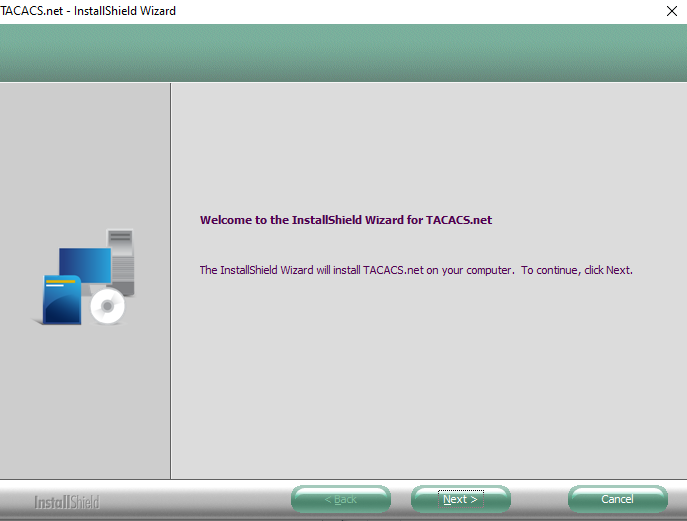 TACACS.net - InstallShield Wizard
Welcome to the InstallShield Wizard for TACACS.net
The InstallShield Wizard will install TACACS.net on your computer.  To continue, click Next.
InstallShield
< Back
Next >
Cancel